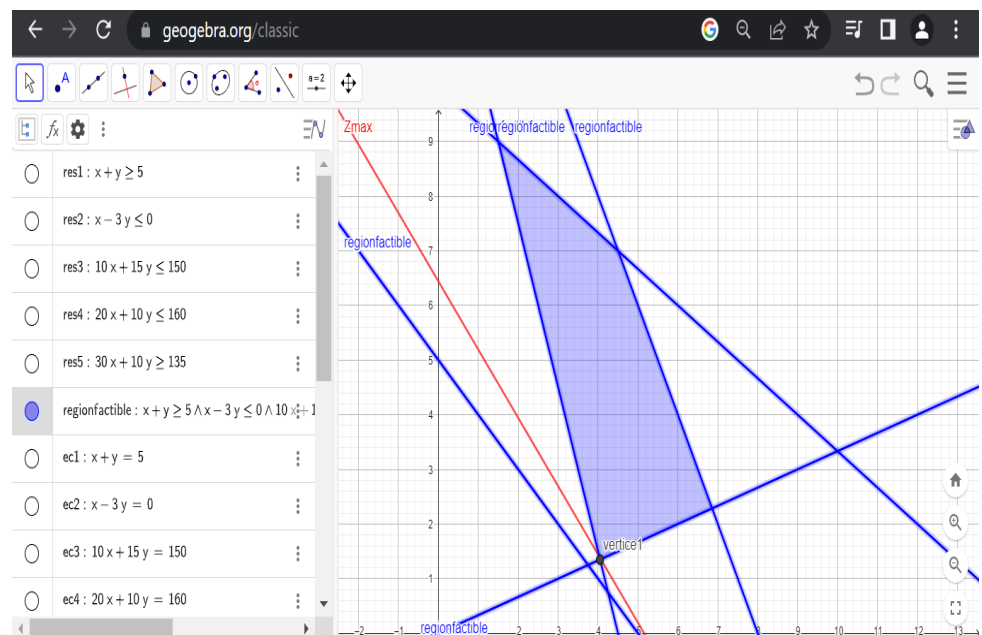 geogebra.org/classic
A
a=2
fx
res1 : x + y ≥ 5
res2 : x − 3 y ≤ 0
res3 : 10 x + 15 y ≤ 150
res4 : 20 x + 10 y ≤ 160
res5 : 30 x + 10 y ≥ 135
regionfactible : x + y ≥ 5 ∧ x − 3 y ≤ 0 ∧ 10 x + 1
ec1 : x + y = 5
ec2 : x − 3 y = 0
ec3 : 10 x + 15 y = 150
ec4 : 20 x + 10 y = 160
Zmax
regionfactible
regionfactible
regionfactible
vertice1
regionfactible
9
8
7
6
5
4
3
2
1
−2 −1 2 3 4 5 6 7 8 9 10 11 12 13